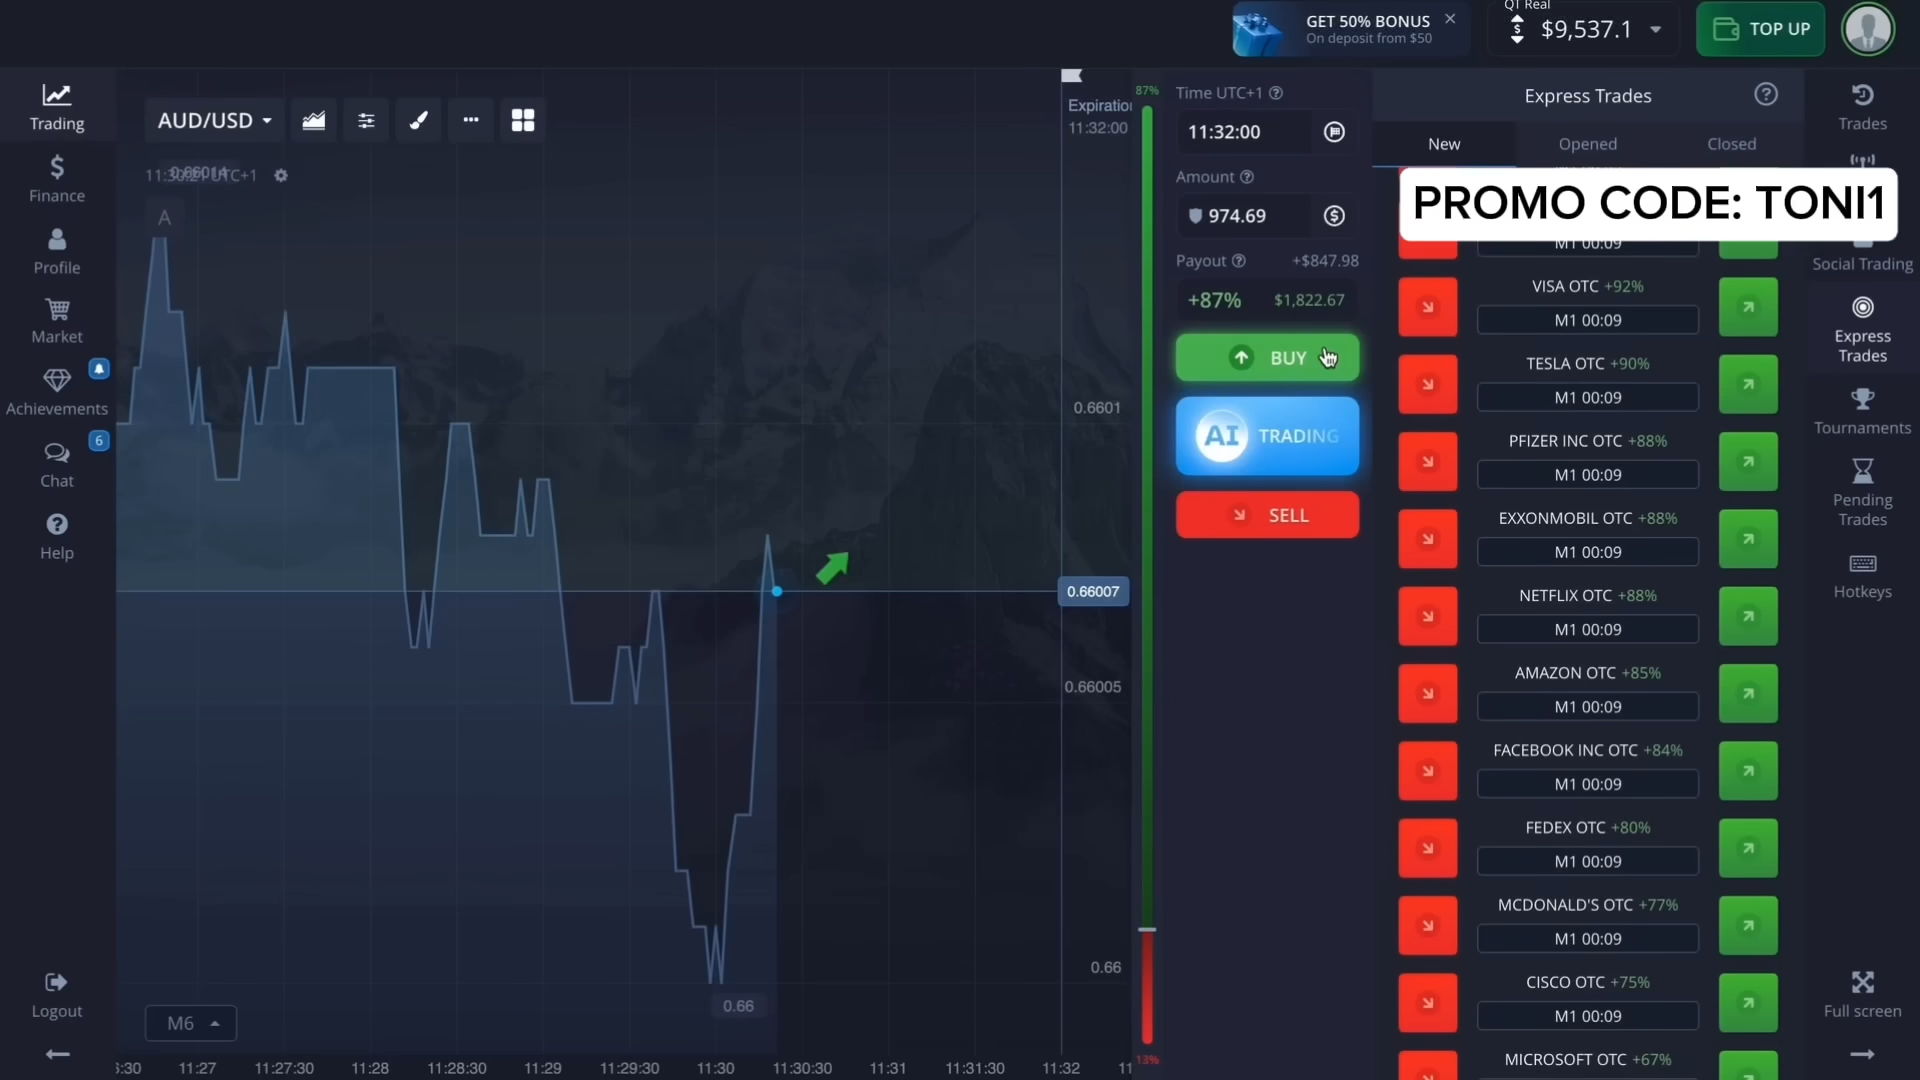 GET 50% BONUS
On deposit from $50
QT Real
$9,537.1
TOP UP
Trading
Finance
Profile
Market
Achievements
Chat
6
Help
Logout
AUD/USD
0.66014
A
Expiration
11:32:00
0.6601
0.66007
0.66005
0.66
0.66
M6
11:27
11:27:30
11:28
11:28:30
11:29
11:29:30
11:30
11:30:30
11:31
11:31:30
11:32
87%
13%
Time UTC+1
11:32:00
Amount
974.69
Payout
+$847.98
+87%
$1,822.67
BUY
AI TRADING
SELL
Express Trades
New
Opened
Closed
PROMO CODE: TONI1
M1 00:09
VISA OTC +92%
M1 00:09
TESLA OTC +90%
M1 00:09
PFIZER INC OTC +88%
M1 00:09
EXXONMOBIL OTC +88%
M1 00:09
NETFLIX OTC +88%
M1 00:09
AMAZON OTC +85%
M1 00:09
FACEBOOK INC OTC +84%
M1 00:09
FEDEX OTC +80%
M1 00:09
MCDONALD'S OTC +77%
M1 00:09
CISCO OTC +75%
M1 00:09
MICROSOFT OTC +67%
Trades
Social Trading
Express
Trades
Tournaments
Pending
Trades
Hotkeys
Full screen